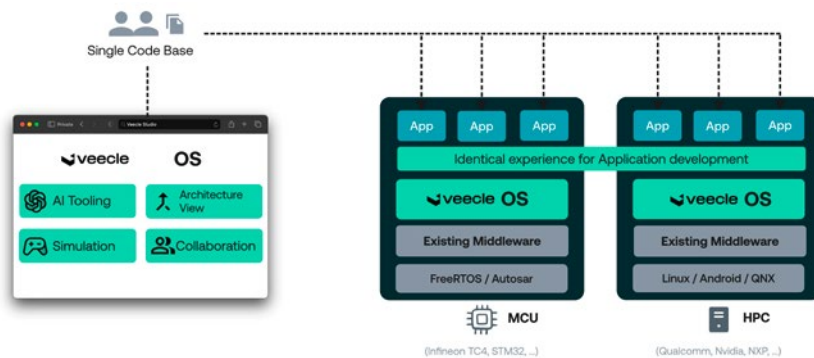 Single Code Base
Private
Veecle Studio
veecle OS
AI Tooling
Architecture
View
Simulation
Collaboration
App App App App App App
Identical experience for Application development
veecle OS veecle OS
Existing Middleware Existing Middleware
FreeRTOS / Autosar Linux / Android / QNX
MCU HPC
(Infineon TC4, STM32, ...) (Qualcomm, Nvidia, NXP, ...)